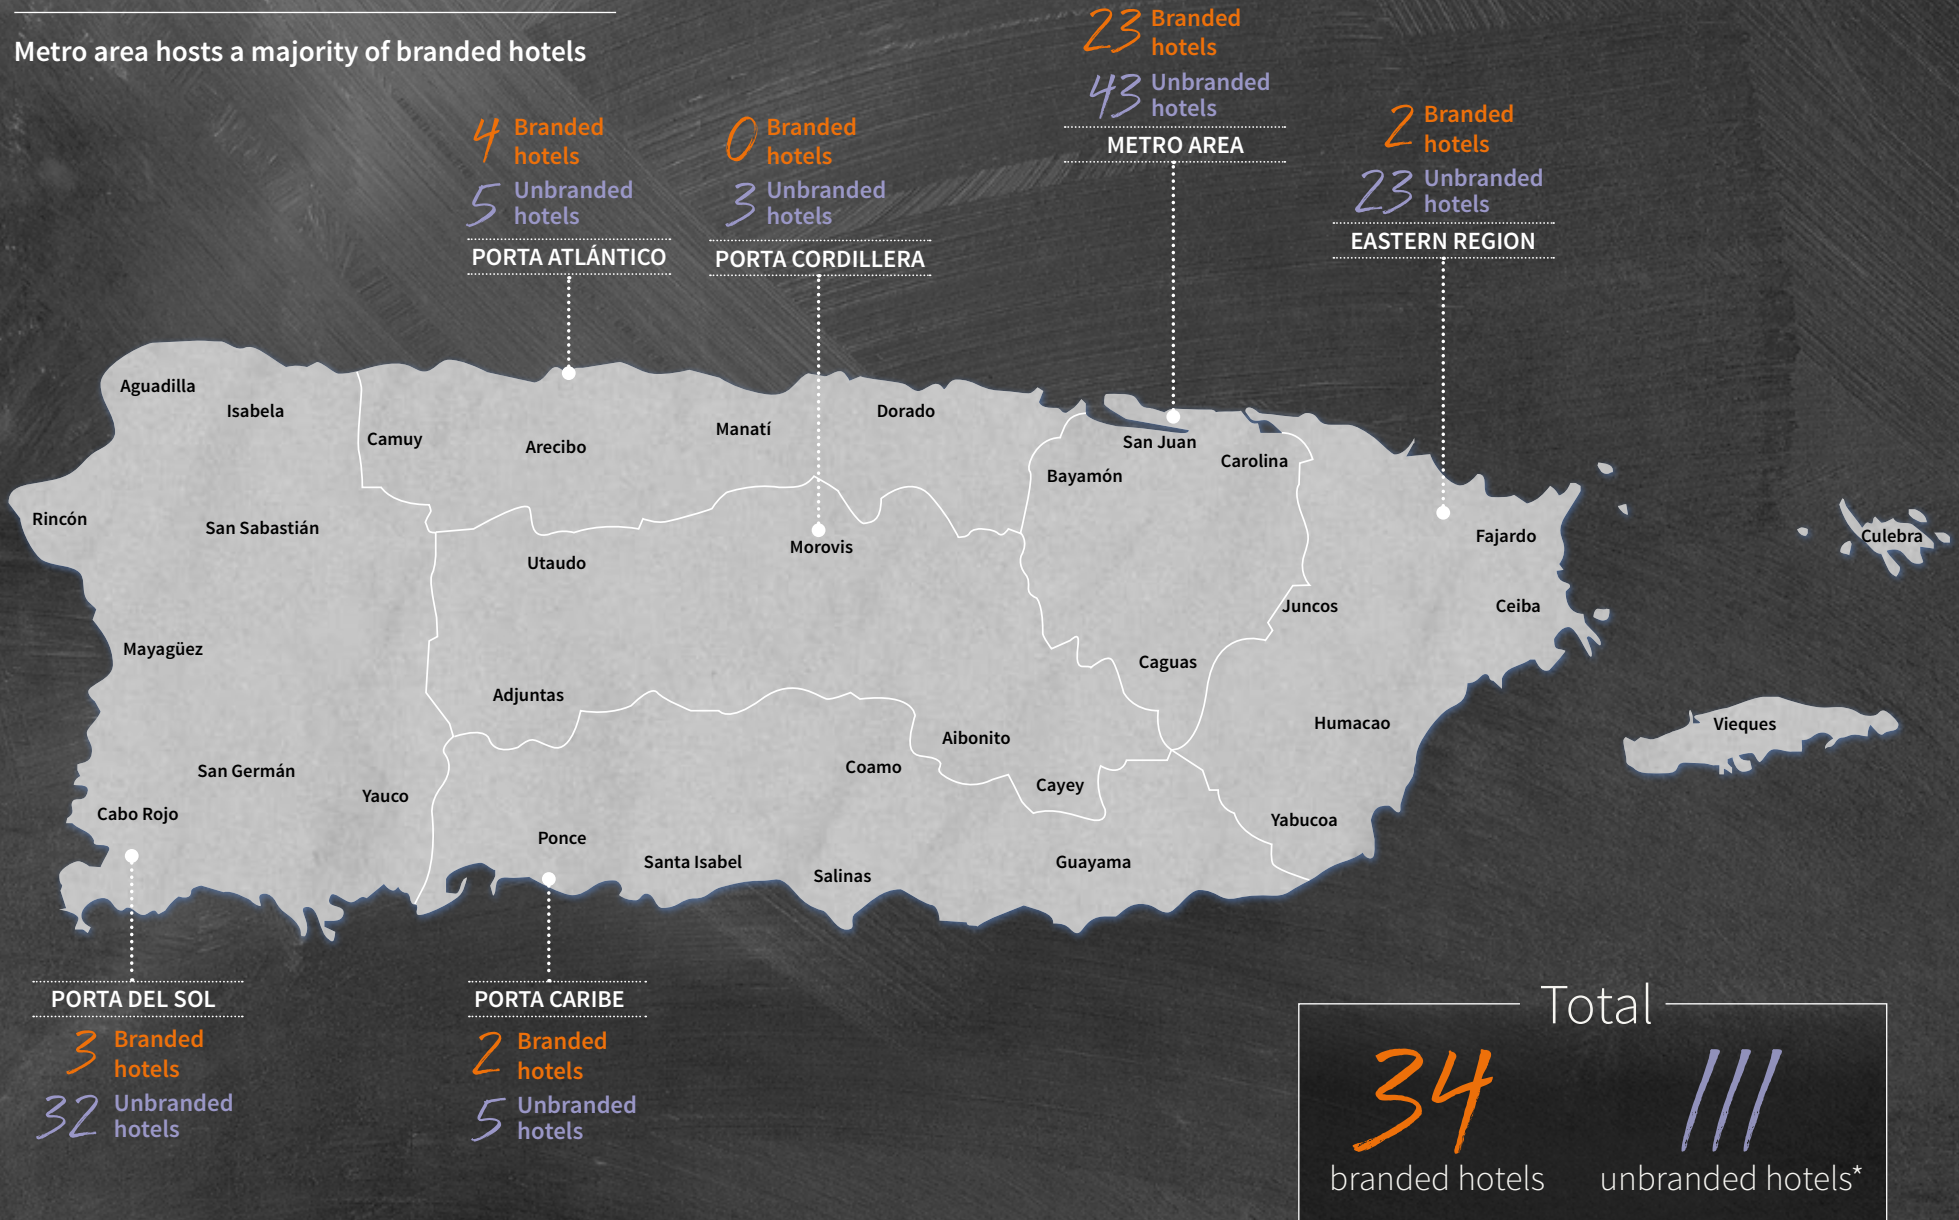 Metro area hosts a majority of branded hotels
23 Branded
hotels
43 Unbranded
hotels
METRO AREA
4 Branded
hotels
5 Unbranded
hotels
PORTA ATLÁNTICO
0 Branded
hotels
3 Unbranded
hotels
PORTA CORDILLERA
2 Branded
hotels
23 Unbranded
hotels
EASTERN REGION
Aguadilla
Isabela
Camuy
Arecibo
Manatí
Dorado
San Juan
Carolina
Bayamón
Rincón
San Sabastián
Utaudo
Morovis
Fajardo
Culebra
Juncos
Ceiba
Mayagüez
Caguas
Adjuntas
Humacao
Vieques
Aibonito
San Germán
Coamo
Cayey
Yauco
Cabo Rojo
Yabucoa
Ponce
Santa Isabel
Salinas
Guayama
PORTA DEL SOL
3 Branded
hotels
32 Unbranded
hotels
PORTA CARIBE
2 Branded
hotels
5 Unbranded
hotels
Total
34
branded hotels
111
unbranded hotels*